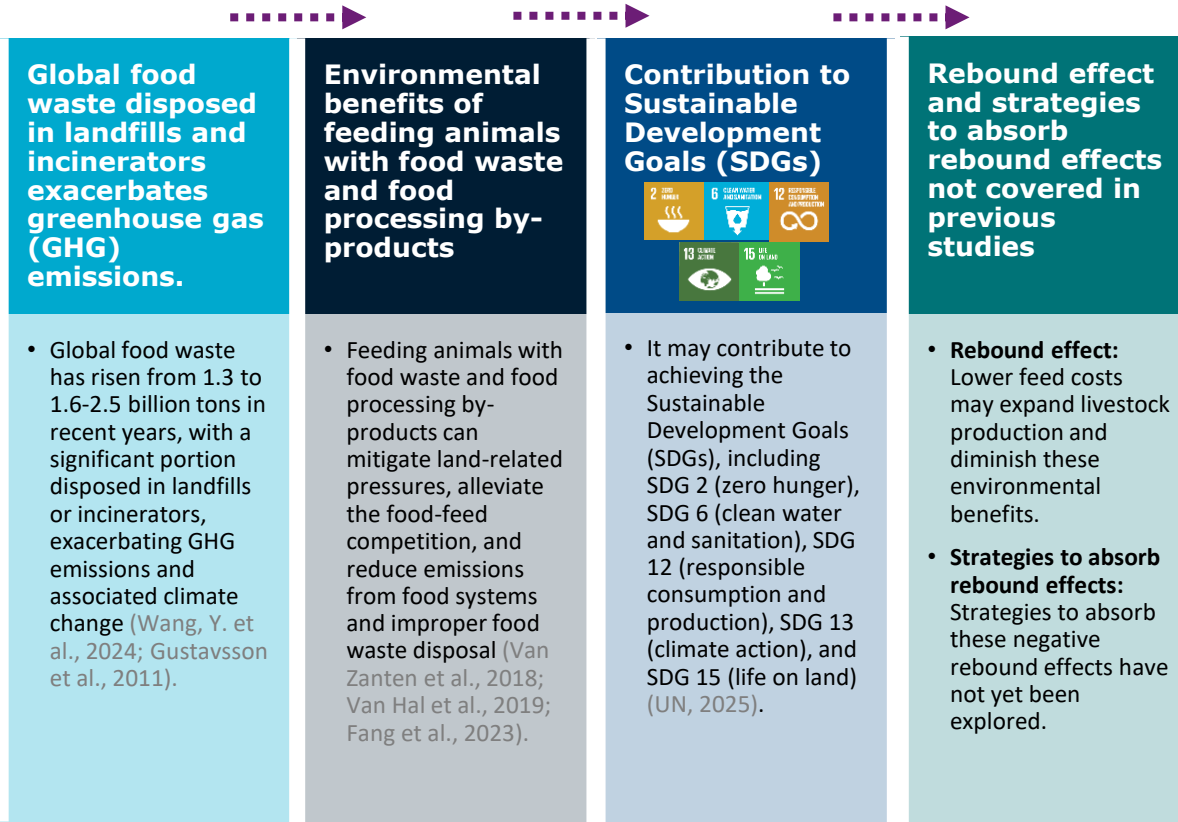 Global food
waste disposed
in landfills and
incinerators
exacerbates
greenhouse gas
(GHG)
emissions.
• Global food waste
has risen from 1.3 to
1.6-2.5 billion tons in
recent years, with a
significant portion
disposed in landfills
or incinerators,
exacerbating GHG
emissions and
associated climate
change (Wang, Y. et
al., 2024; Gustavsson
et al., 2011).
Environmental
benefits of
feeding animals
with food waste
and food
processing by-
products
• Feeding animals with
food waste and food
processing by-
products can
mitigate land-related
pressures, alleviate
the food-feed
competition, and
reduce emissions
from food systems
and improper food
waste disposal (Van
Zanten et al., 2018;
Van Hal et al., 2019;
Fang et al., 2023).
Contribution to
Sustainable
Development
Goals (SDGs)
2 ZERO
HUNGER
6 CLEAN WATER
AND SANITATION
12 RESPONSIBLE
CONSUMPTION
AND PRODUCTION
13 CLIMATE
ACTION
15 LIFE
ON LAND
• It may contribute to
achieving the
Sustainable
Development Goals
(SDGs), including
SDG 2 (zero hunger),
SDG 6 (clean water
and sanitation), SDG
12 (responsible
consumption and
production), SDG 13
(climate action), and
SDG 15 (life on land)
(UN, 2025).
Rebound effect
and strategies
to absorb
rebound effects
not covered in
previous
studies
• Rebound effect:
Lower feed costs
may expand livestock
production and
diminish these
environmental
benefits.
• Strategies to absorb
rebound effects:
Strategies to absorb
these negative
rebound effects have
not yet been
explored.